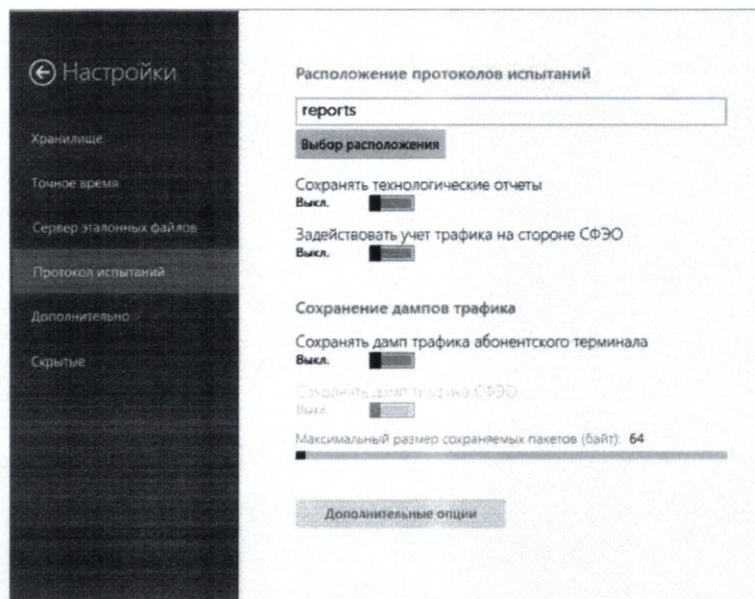 Настройки
Хранилище
Точное время
Сервер эталонных файлов
Протокол испытаний
Дополнительно
Скрытые
Расположение протоколов испытаний
reports
Выбор расположения
Сохранять технологические отчеты
Выкл.
Задействовать учет трафика на стороне СФЭО
Выкл.
Сохранение дампов трафика
Сохранять дамп трафика абонентского терминала
Выкл.
Сохранять дамп трафика СФЭО
Выкл.
Максимальный размер сохраняемых пакетов (байт): 64
Дополнительные опции